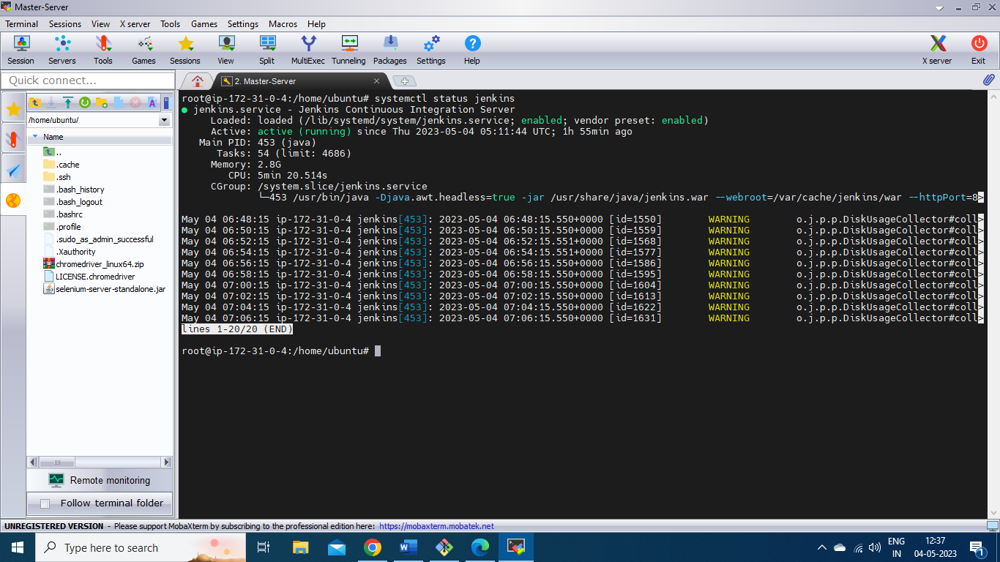 Master-Server
Terminal Sessions View X server Tools Games Settings Macros Help
Session Servers Tools Games Sessions View Split MultiExec Tunneling Packages Settings Help X server Exit
Quick connect...
2. Master-Server
/home/ubuntu/
Name
..
.cache
.ssh
.bash_history
.bash_logout
.bashrc
.profile
.sudo_as_admin_successful
.Xauthority
chromedriver_linux64.zip
LICENSE.chromedriver
selenium-server-standalone.jar
Remote monitoring
Follow terminal folder
root@ip-172-31-0-4:/home/ubuntu# systemctl status jenkins
● jenkins.service - Jenkins Continuous Integration Server
Loaded: loaded (/lib/systemd/system/jenkins.service; enabled; vendor preset: enabled)
Active: active (running) since Thu 2023-05-04 05:11:44 UTC; 1h 55min ago
Main PID: 453 (java)
Tasks: 54 (limit: 4686)
Memory: 2.8G
CPU: 5min 20.514s
CGroup: /system.slice/jenkins.service
└─453 /usr/bin/java -Djava.awt.headless=true -jar /usr/share/java/jenkins.war --webroot=/var/cache/jenkins/war --httpPort=8>
May 04 06:48:15 ip-172-31-0-4 jenkins[453]: 2023-05-04 06:48:15.550+0000 [id=1550] WARNING o.j.p.p.DiskUsageCollector#coll>
May 04 06:50:15 ip-172-31-0-4 jenkins[453]: 2023-05-04 06:50:15.550+0000 [id=1559] WARNING o.j.p.p.DiskUsageCollector#coll>
May 04 06:52:15 ip-172-31-0-4 jenkins[453]: 2023-05-04 06:52:15.551+0000 [id=1568] WARNING o.j.p.p.DiskUsageCollector#coll>
May 04 06:54:15 ip-172-31-0-4 jenkins[453]: 2023-05-04 06:54:15.551+0000 [id=1577] WARNING o.j.p.p.DiskUsageCollector#coll>
May 04 06:56:15 ip-172-31-0-4 jenkins[453]: 2023-05-04 06:56:15.550+0000 [id=1586] WARNING o.j.p.p.DiskUsageCollector#coll>
May 04 06:58:15 ip-172-31-0-4 jenkins[453]: 2023-05-04 06:58:15.550+0000 [id=1595] WARNING o.j.p.p.DiskUsageCollector#coll>
May 04 07:00:15 ip-172-31-0-4 jenkins[453]: 2023-05-04 07:00:15.550+0000 [id=1604] WARNING o.j.p.p.DiskUsageCollector#coll>
May 04 07:02:15 ip-172-31-0-4 jenkins[453]: 2023-05-04 07:02:15.550+0000 [id=1613] WARNING o.j.p.p.DiskUsageCollector#coll>
May 04 07:04:15 ip-172-31-0-4 jenkins[453]: 2023-05-04 07:04:15.550+0000 [id=1622] WARNING o.j.p.p.DiskUsageCollector#coll>
May 04 07:06:15 ip-172-31-0-4 jenkins[453]: 2023-05-04 07:06:15.550+0000 [id=1631] WARNING o.j.p.p.DiskUsageCollector#coll>
lines 1-20/20 (END)
root@ip-172-31-0-4:/home/ubuntu#
UNREGISTERED VERSION - Please support MobaXterm by subscribing to the professional edition here: https://mobaxterm.mobatek.net
Type here to search
ENG
IN
12:37
04-05-2023
1